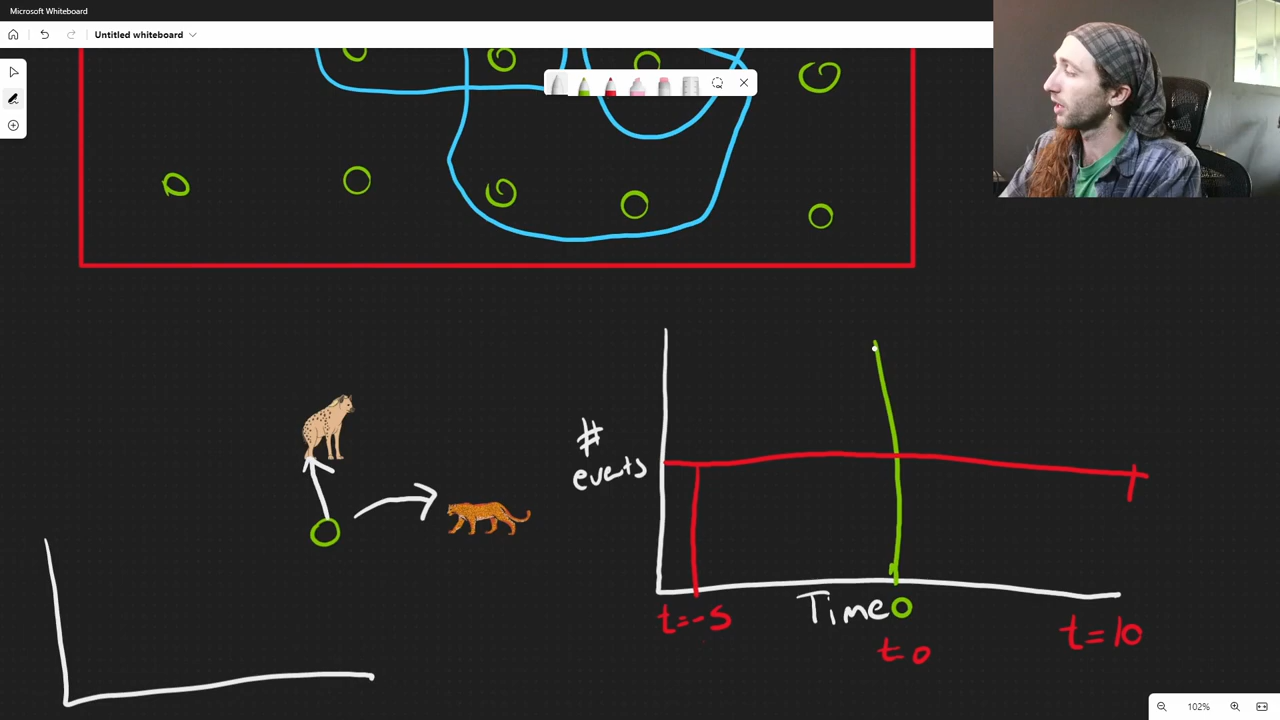 Microsoft Whiteboard
Untitled whiteboard
#
events
Time
t=-5
t0
t=10
102%